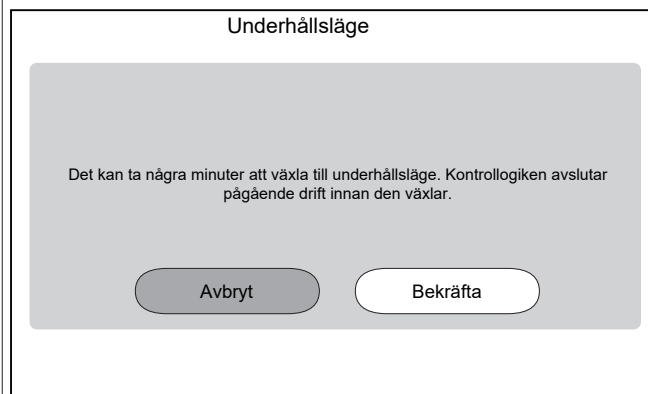 Underhållsläge
Det kan ta några minuter att växla till underhållsläge. Kontrollogiken avslutar
pågående drift innan den växlar.
Avbryt
Bekräfta